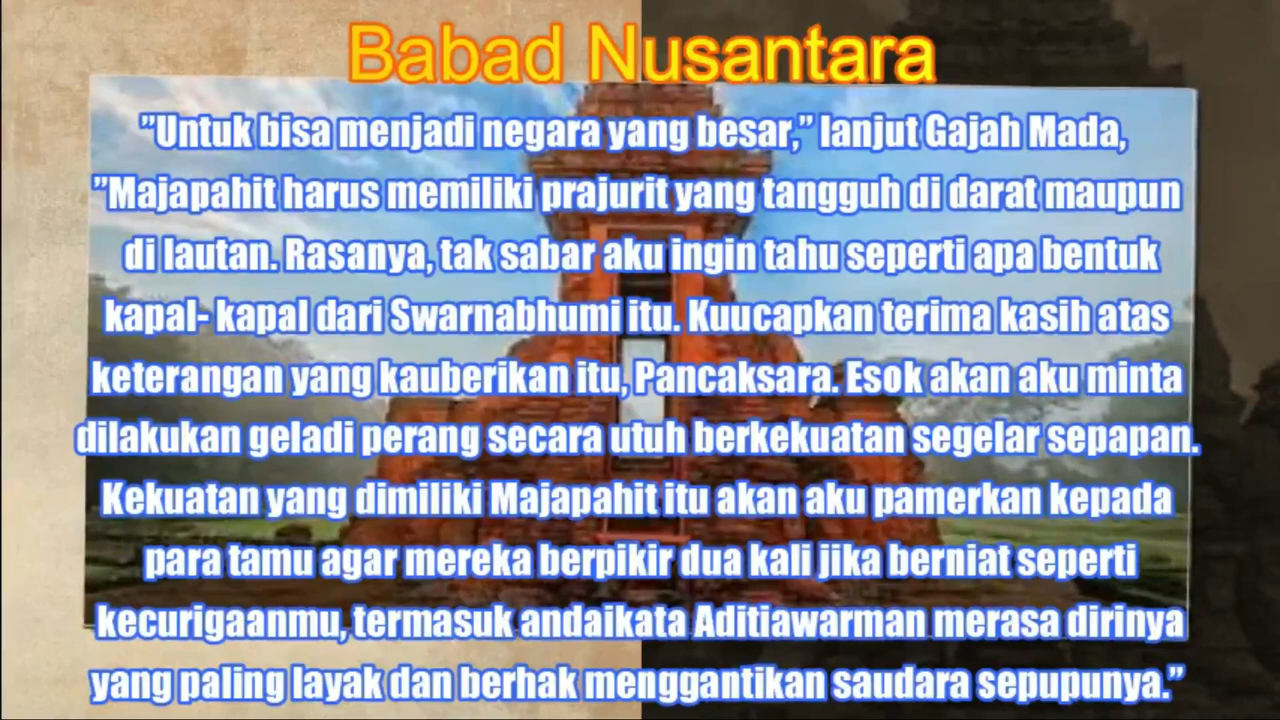 Babad Nusantara
”Untuk bisa menjadi negara yang besar,” lanjut Gajah Mada,
”Majapahit harus memiliki prajurit yang tangguh di darat maupun
di lautan. Rasanya, tak sabar aku ingin tahu seperti apa bentuk
kapal- kapal dari Swarnabhumi itu. Kuucapkan terima kasih atas
keterangan yang kauberikan itu, Pancaksara. Esok akan aku minta
dilakukan geladi perang secara utuh berkekuatan segelar sepapan.
Kekuatan yang dimiliki Majapahit itu akan aku pamerkan kepada
para tamu agar mereka berpikir dua kali jika berniat seperti
kecurigaanmu, termasuk andaikata Aditiawarman merasa dirinya
yang paling layak dan berhak menggantikan saudara sepupunya.”